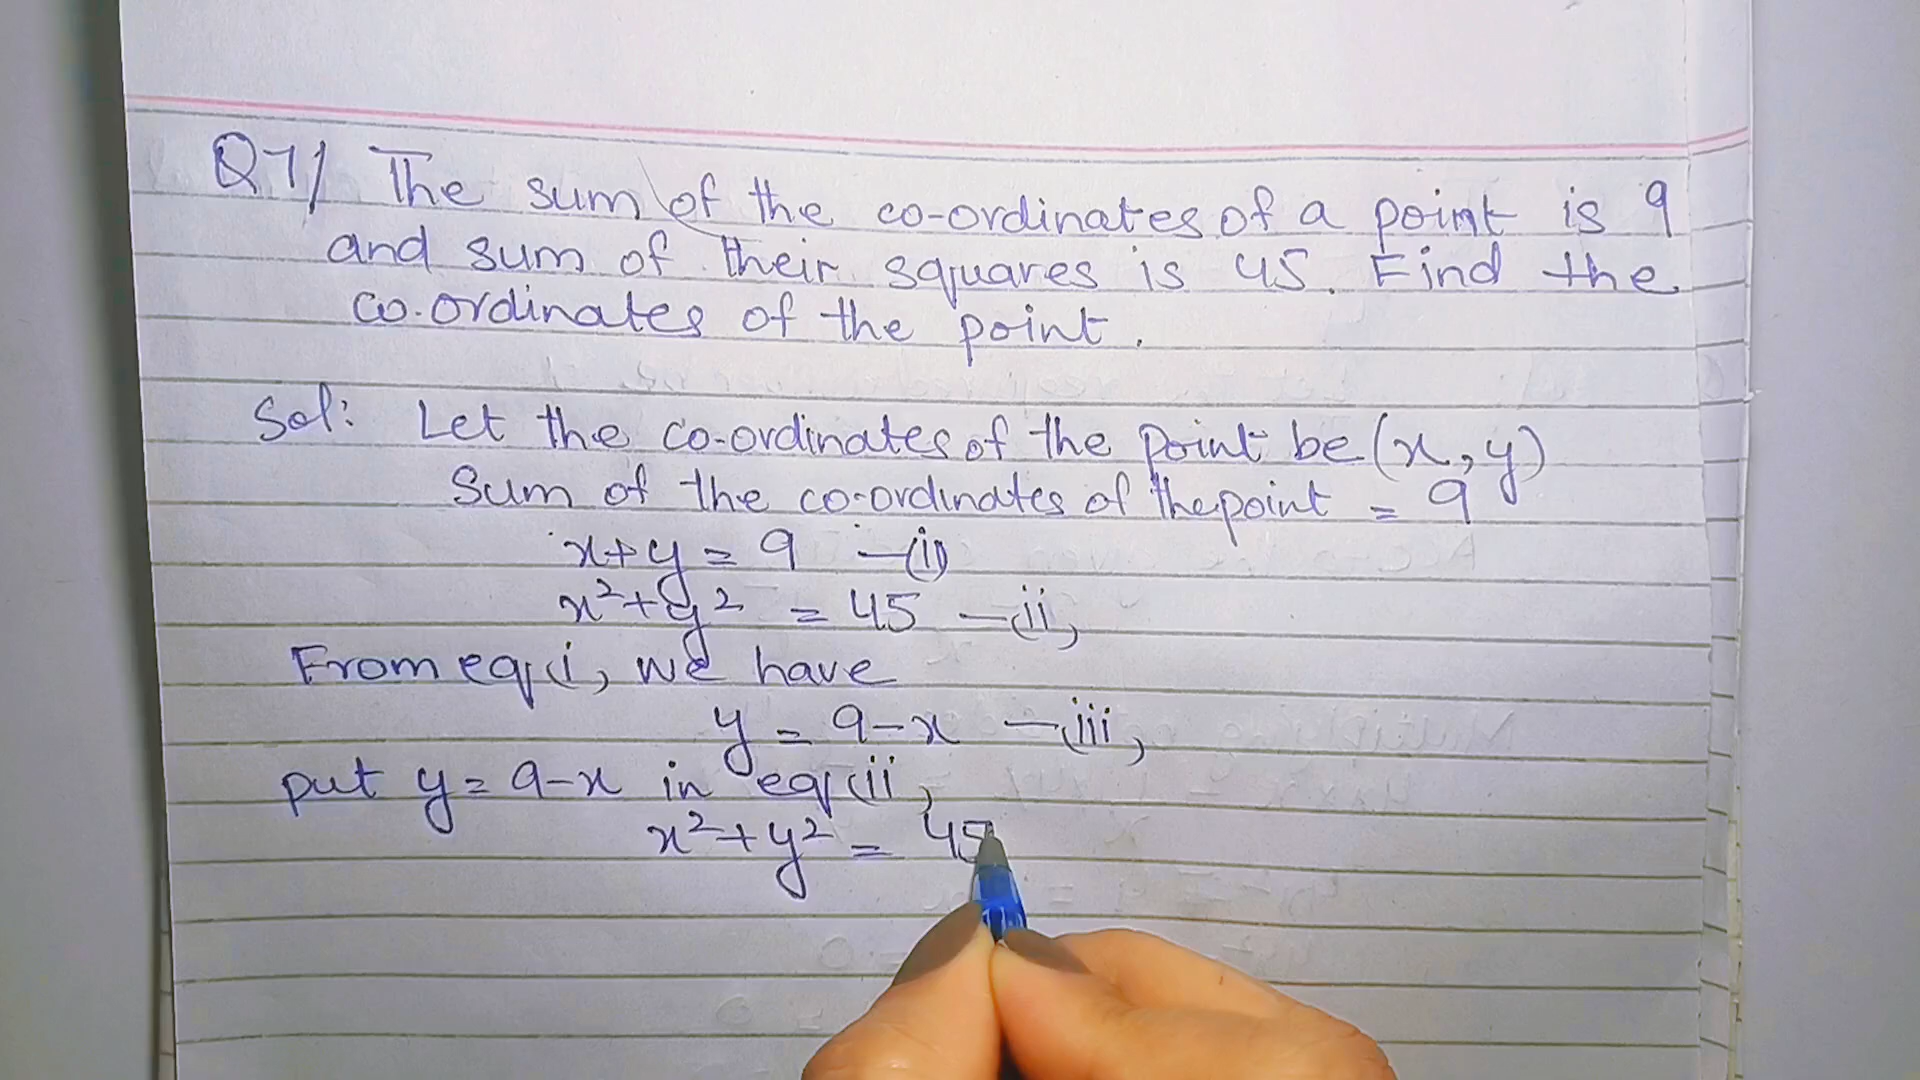 Q7/ The sum of the co-ordinates of a point is 9
and sum of their squares is 45. Find the
co.ordinates of the point.
Sol: Let the co-ordinates of the point be (x,y)
Sum of the co-ordinates of the point = 9
x+y = 9 —(i)
x²+y² = 45 —(ii)
From eq(i) we have
y = 9-x —(iii)
put y = 9-x in eq(ii)
x²+y² = 45